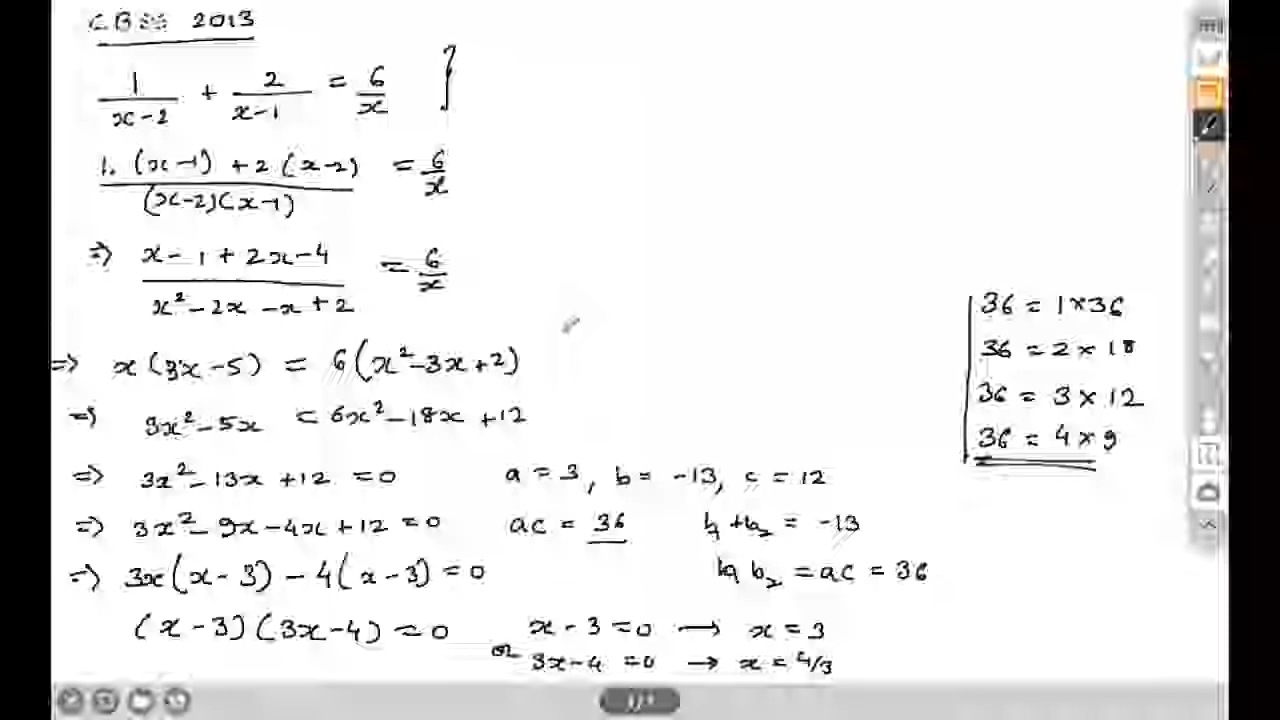 CBSE 2013
1/(x-2) + 2/(x-1) = 6/x
(1.(x-1) + 2(x-2))/((x-2)(x-1)) = 6/x
=> (x-1+2x-4)/(x²-2x-x+2) = 6/x
=> x(3x-5) = 6(x²-3x+2)
=> 3x²-5x = 6x²-18x+12
=> 3x²-13x+12 = 0 a = 3, b = -13, c = 12
=> 3x²-9x-4x+12 = 0 ac = 36 b₁+b₂ = -13
=> 3x(x-3)-4(x-3) = 0 b₁b₂ = ac = 36
(x-3)(3x-4) = 0 x-3 = 0 → x = 3
or 3x-4 = 0 → x = 4/3
36 = 1×36
36 = 2×18
36 = 3×12
36 = 4×9